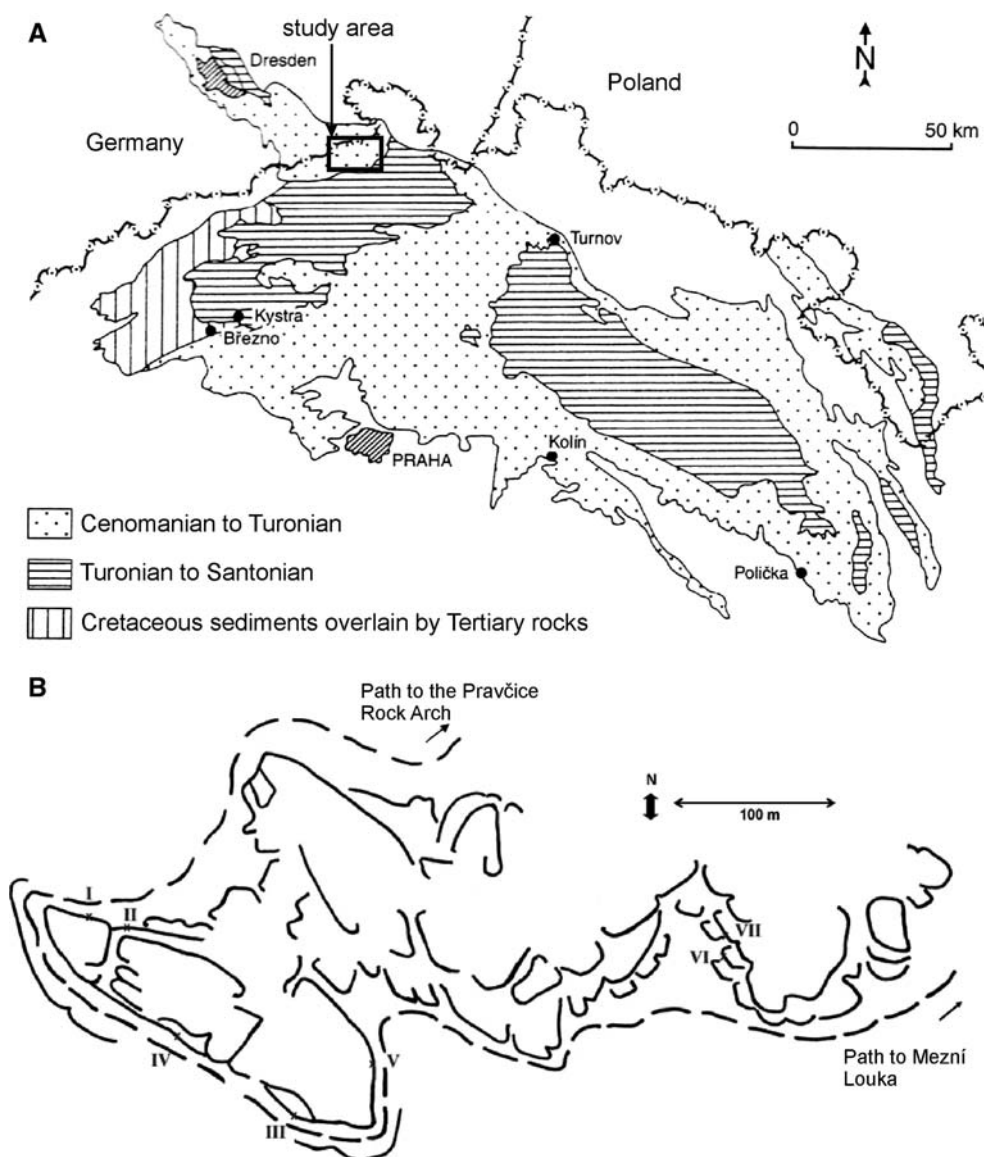 A
study area
Dresden
Poland
N
Germany
0 50 km
Turnov
Kystra
Březno
PRAHA
Kolín
Polička
Cenomanian to Turonian
Turonian to Santonian
Cretaceous sediments overlain by Tertiary rocks
B
Path to the Pravčice
Rock Arch
N
100 m
I
II
VII
VI
IV
V
III
Path to Mezní
Louka